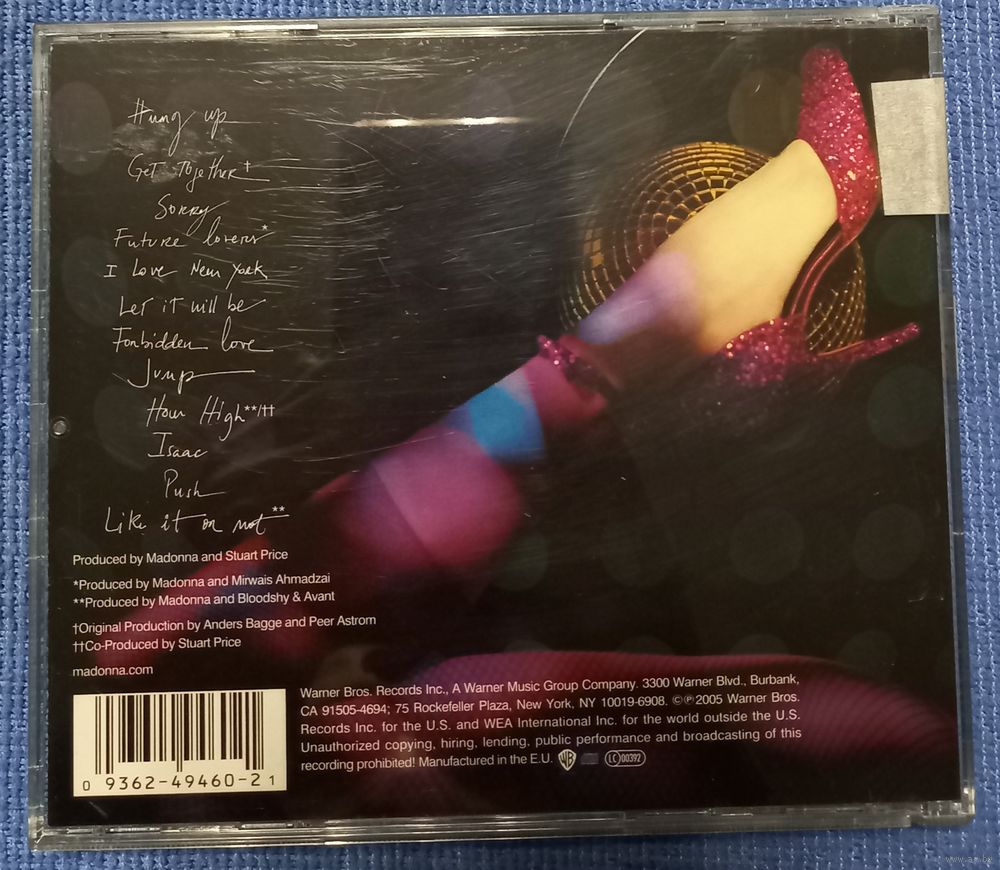 Hung up
Get Together†
Sorry
Future lovers*
I Love New York
Let it will be
Forbidden love
Jump
How High**/††
Isaac
Push
Like it or not**
Produced by Madonna and Stuart Price
*Produced by Madonna and Mirwais Ahmadzai
**Produced by Madonna and Bloodshy & Avant
†Original Production by Anders Bagge and Peer Astrom
††Co-Produced by Stuart Price
madonna.com
Warner Bros. Records Inc., A Warner Music Group Company. 3300 Warner Blvd., Burbank,
CA 91505-4694; 75 Rockefeller Plaza, New York, NY 10019-6908. ©℗2005 Warner Bros.
Records Inc. for the U.S. and WEA International Inc. for the world outside the U.S.
Unauthorized copying, hiring, lending, public performance and broadcasting of this
recording prohibited! Manufactured in the E.U. WB LC 00392
0 9362-49460-2 1